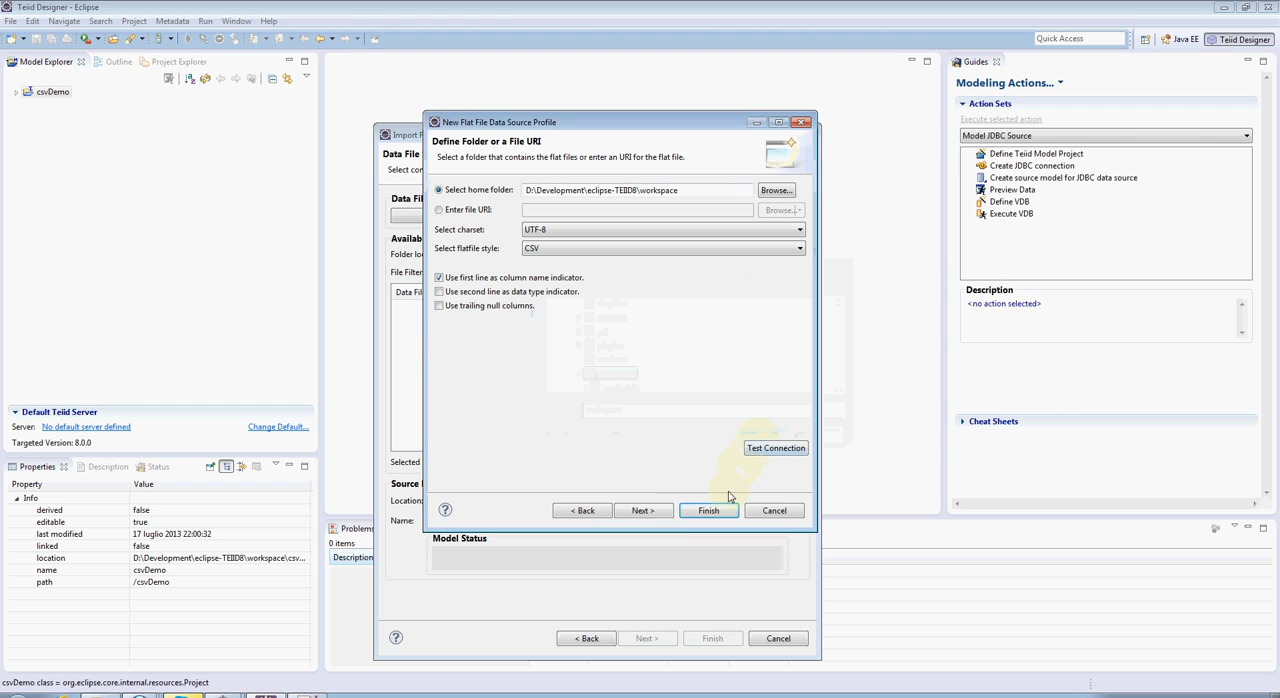 Teiid Designer - Eclipse
File Edit Navigate Search Project Metadata Run Window Help
Quick Access
Java EE
Teiid Designer
Model Explorer
Outline
Project Explorer
csvDemo
Default Teiid Server
Server: No default server defined
Change Default...
Targeted Version: 8.0.0
Properties
Description
Status
Property Value
Info
derived false
editable true
last modified 17 luglio 2013 22:00:32
linked false
location D:\Development\eclipse-TEIID8\workspace\csv...
name csvDemo
path /csvDemo
Import F
Data File
Select con
Data Fil
Availab
Folder loc
File Filter
Data Fil
Selected
Source
Location:
Name:
Model Status
< Back Next > Finish Cancel
New Flat File Data Source Profile
Define Folder or a File URI
Select a folder that contains the flat files or enter an URI for the flat file.
Select home folder: D:\Development\eclipse-TEIID8\workspace Browse...
Enter file URI: Browse...
Select charset: UTF-8
Select flatfile style: CSV
Use first line as column name indicator.
Use second line as data type indicator.
Use trailing null columns.
Test Connection
< Back Next > Finish Cancel
Problems
0 items
Description
Guides
Modeling Actions...
Action Sets
Execute selected action
Model JDBC Source
Define Teiid Model Project
Create JDBC connection
Create source model for JDBC data source
Preview Data
Define VDB
Execute VDB
Description
<no action selected>
Cheat Sheets
csvDemo class = org.eclipse.core.internal.resources.Project